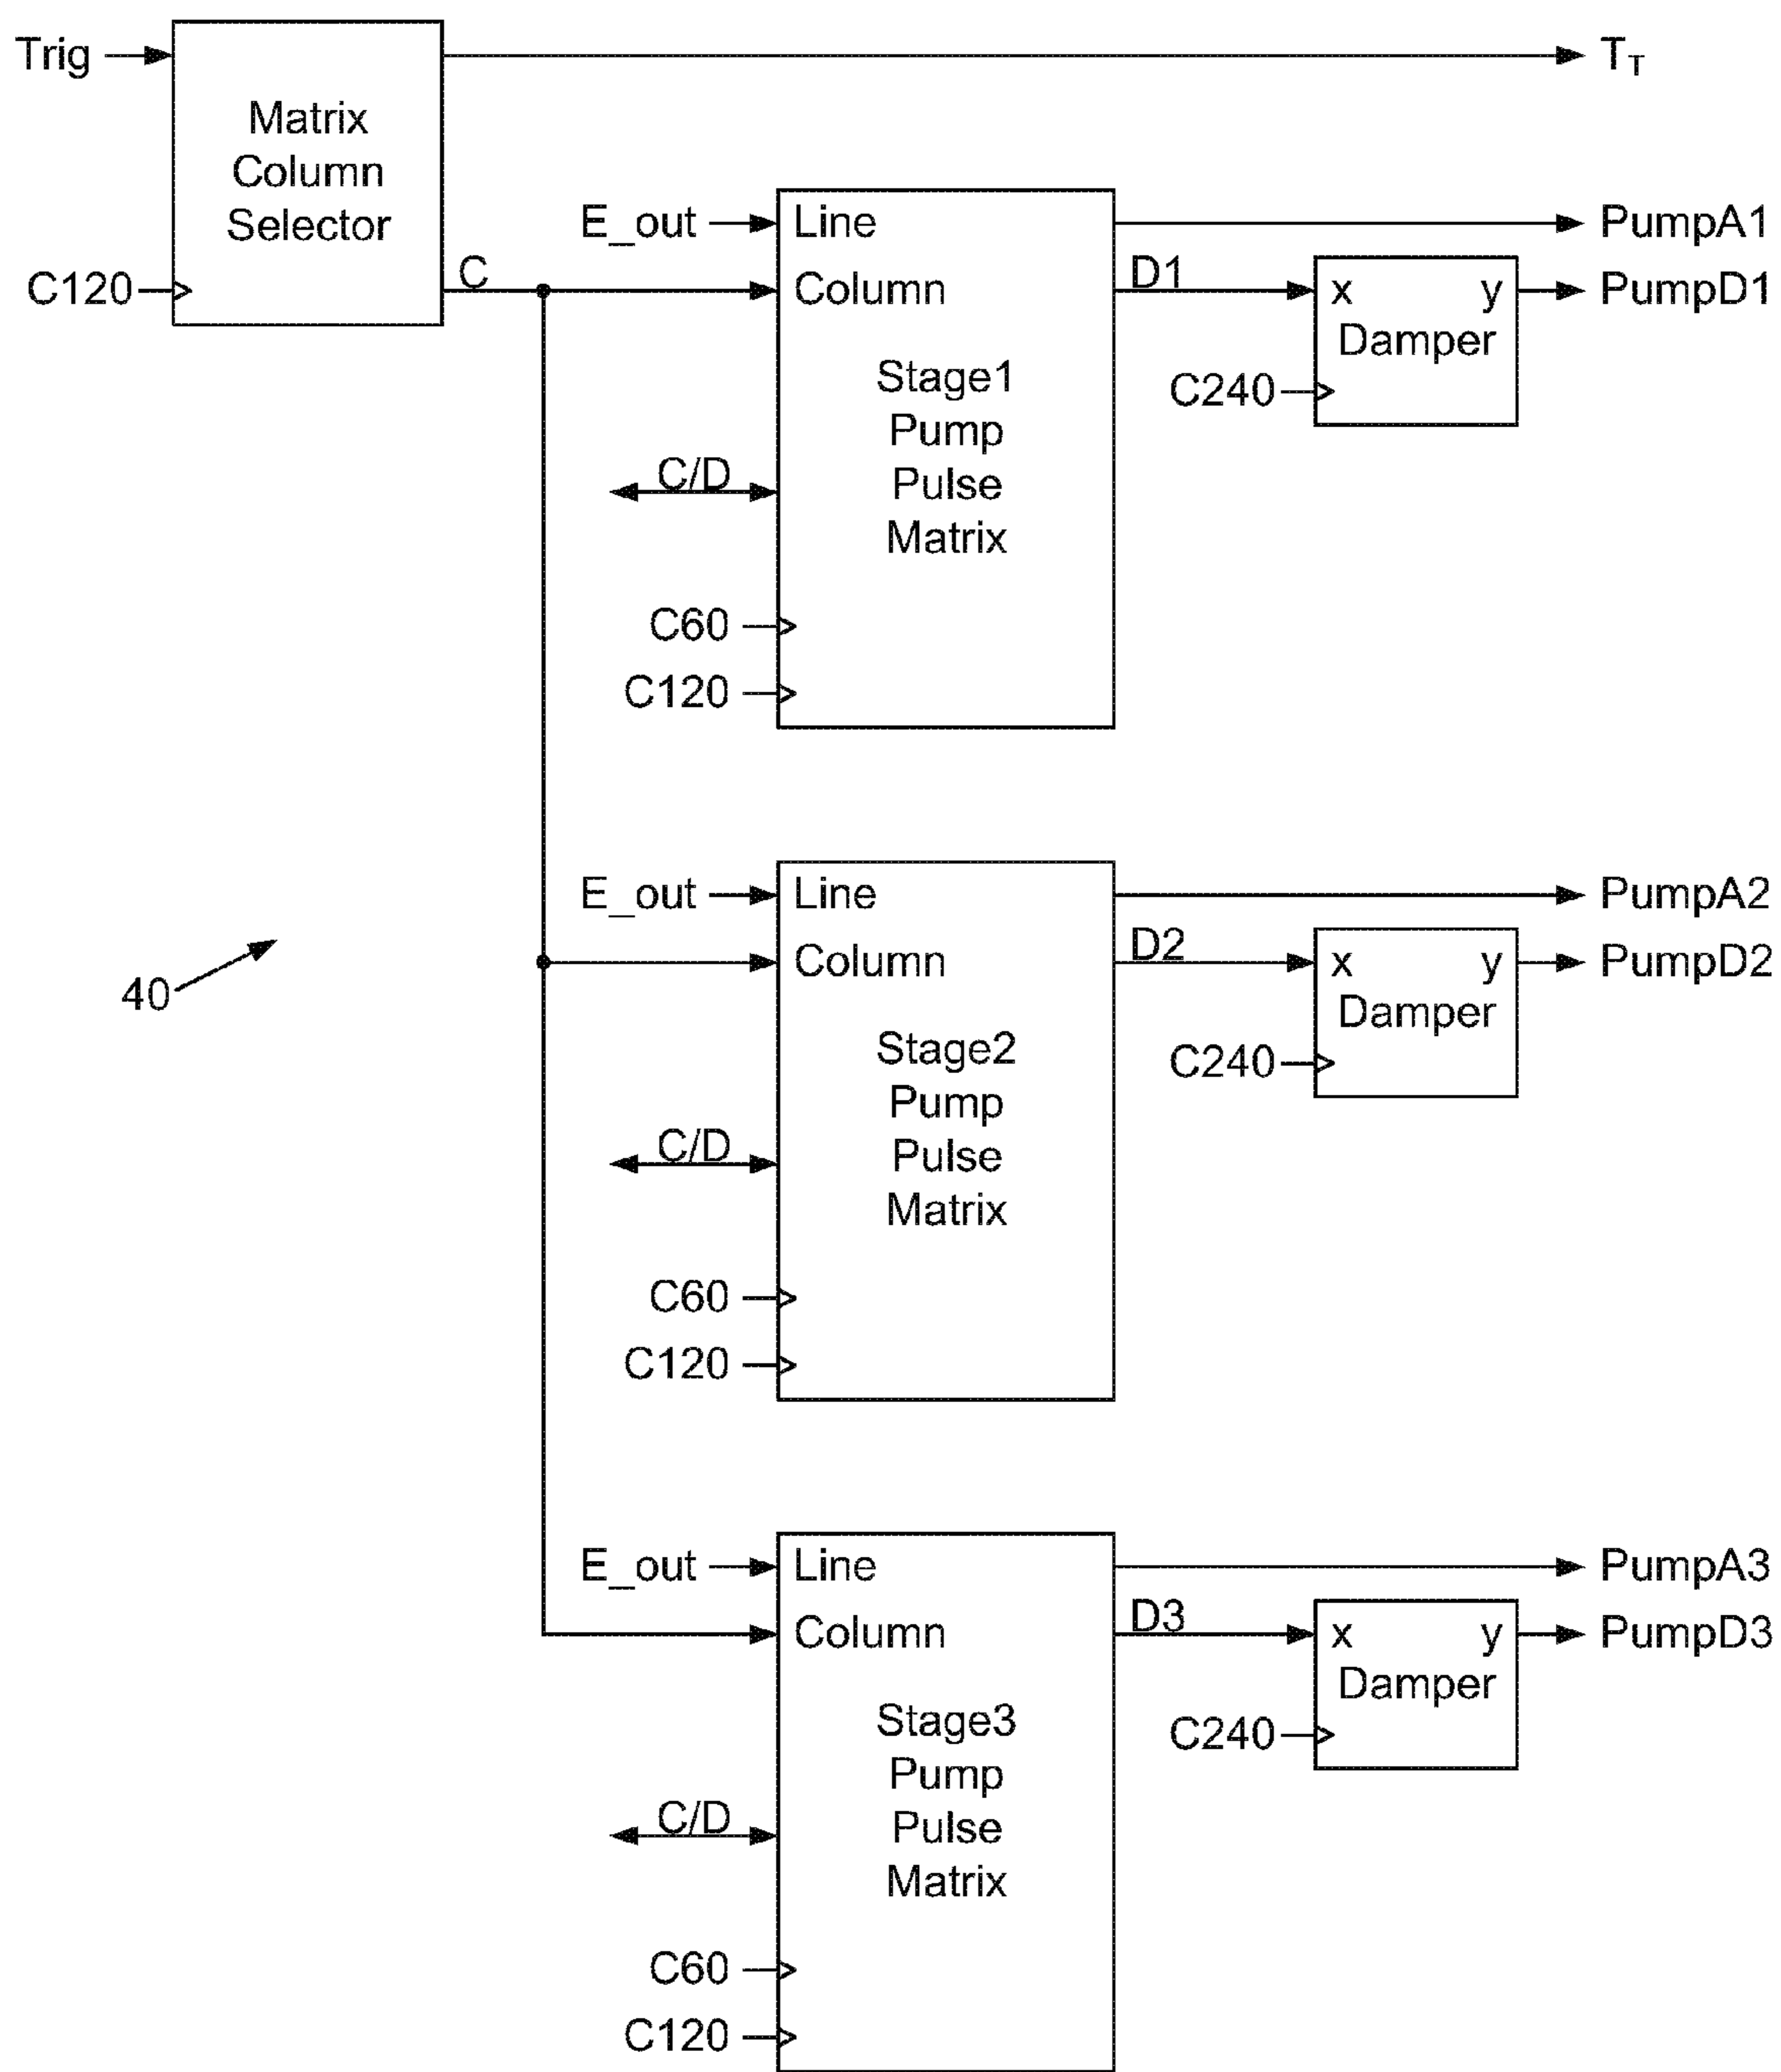 Trig
T_T
Matrix
Column
Selector
C120
C
E_out
Line
PumpA1
Column
D1
x y
PumpD1
Damper
C240
Stage1
Pump
Pulse
Matrix
C/D
C60
C120
E_out
Line
PumpA2
Column
D2
x y
PumpD2
Damper
C240
40
Stage2
Pump
Pulse
Matrix
C/D
C60
C120
E_out
Line
PumpA3
Column
D3
x y
PumpD3
Damper
C240
Stage3
Pump
Pulse
Matrix
C/D
C60
C120